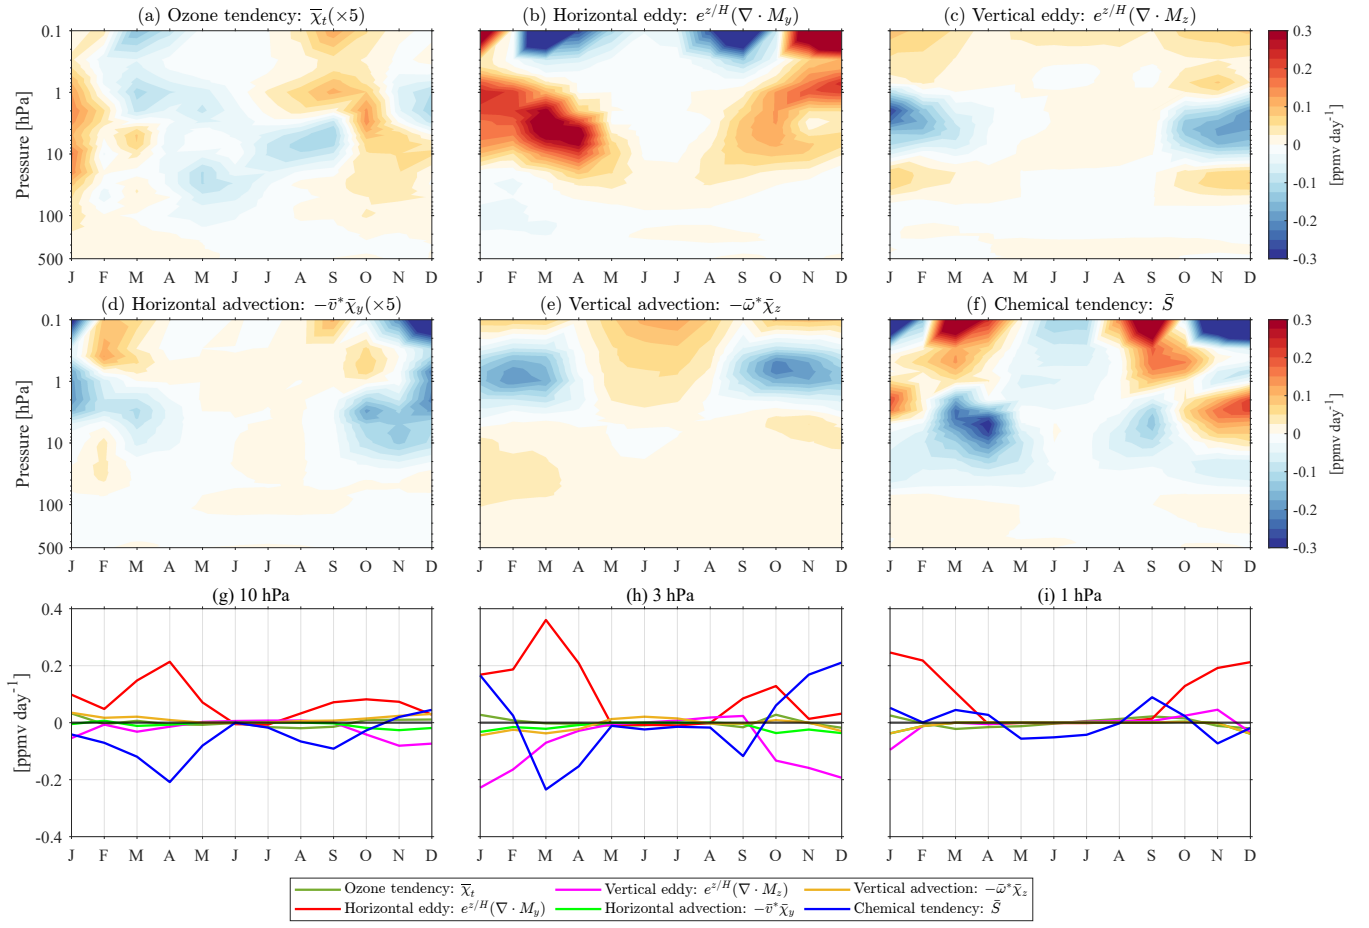 (a) Ozone tendency: χ̄_t(×5)
(b) Horizontal eddy: e^{z/H}(∇ · M_y)
(c) Vertical eddy: e^{z/H}(∇ · M_z)
0.1
1
10
100
500
Pressure [hPa]
J F M A M J J A S O N D
J F M A M J J A S O N D
J F M A M J J A S O N D
0.3
0.2
0.1
0
-0.1
-0.2
-0.3
[ppmv day⁻¹]
(d) Horizontal advection: −v̄*χ̄_y(×5)
(e) Vertical advection: −ω̄*χ̄_z
(f) Chemical tendency: S̄
0.1
1
10
100
500
Pressure [hPa]
J F M A M J J A S O N D
J F M A M J J A S O N D
J F M A M J J A S O N D
0.3
0.2
0.1
0
-0.1
-0.2
-0.3
[ppmv day⁻¹]
(g) 10 hPa
(h) 3 hPa
(i) 1 hPa
0.4
0.2
0
-0.2
-0.4
[ppmv day⁻¹]
J F M A M J J A S O N D
J F M A M J J A S O N D
J F M A M J J A S O N D
Ozone tendency: χ̄_t
Vertical eddy: e^{z/H}(∇ · M_z)
Vertical advection: −ω̄*χ̄_z
Horizontal eddy: e^{z/H}(∇ · M_y)
Horizontal advection: −v̄*χ̄_y
Chemical tendency: S̄